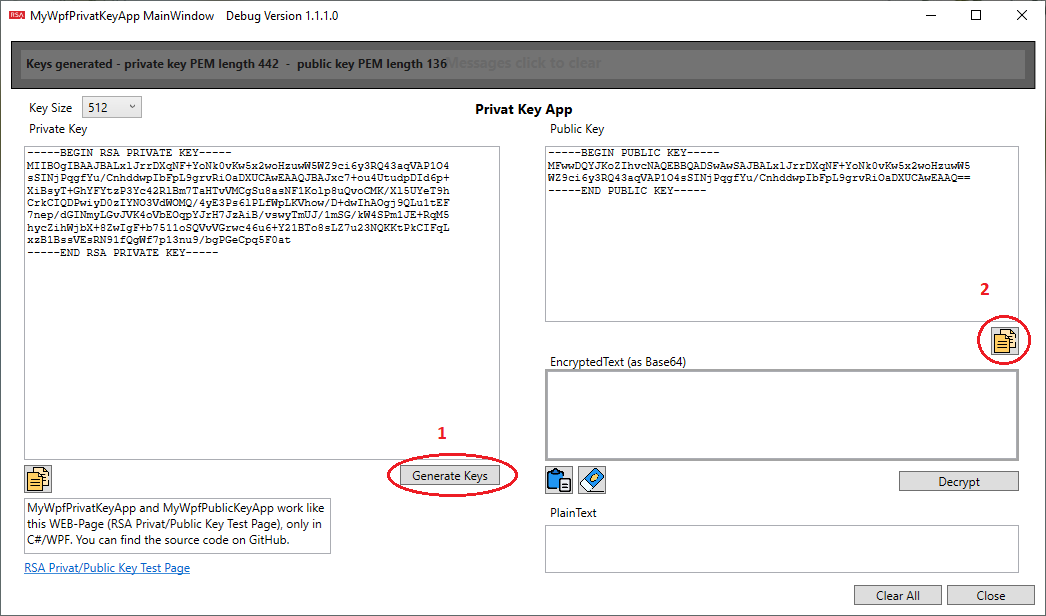 RSA MyWpfPrivatKeyApp MainWindow Debug Version 1.1.1.0
Keys generated - private key PEM length 442 - public key PEM length 136
Messages click to clear
Key Size 512
Privat Key App
Private Key
-----BEGIN RSA PRIVATE KEY-----
MIIBOgIBAAJBALxlJrrDXqNF+YoNk0vKw5x2woHzuwW5WZ9ci6y3RQ43aqVAP1O4
sSINjPqgfYu/CnhddwpIbFpL9grvRiOaDXUCAwEAAQJBAJxc7+ou4UtudpDId6p+
XiBsyT+GhYFYtzP3Yc42RlBm7TaHTvVMCgSu8asNF1Kolp8uQvoCMK/Xl5UYeT9h
CrkCIQDPwiyD0zIYNO3VdWOMQ/4yE3Ps6lPLfWpLKVhow/D+dwIhAOgj9QLu1tEF
7nep/dGINmyLGvJVK4oVbEOqpYJrH7JzAiB/vswyTmUJ/1mSG/kW4SPm1JE+RqM5
hycZihWjbX+8ZwIgF+b7511oSQVvVGrwc46u6+Y21BTo8sLZ7u23NQKKtPkCIFqL
xzB1BssVEsRN91fQgWf7p13nu9/bgPGeCpq5F0at
-----END RSA PRIVATE KEY-----
Public Key
-----BEGIN PUBLIC KEY-----
MFwwDQYJKoZIhvcNAQEBBQADSwAwSAJBALxlJrrDXqNF+YoNk0vKw5x2woHzuwW5
WZ9ci6y3RQ43aqVAP1O4sSINjPqgfYu/CnhddwpIbFpL9grvRiOaDXUCAwEAAQ==
-----END PUBLIC KEY-----
2
EncryptedText (as Base64)
1
Generate Keys
Decrypt
MyWpfPrivatKeyApp and MyWpfPublicKeyApp work like
this WEB-Page (RSA Privat/Public Key Test Page), only in
C#/WPF. You can find the source code on GitHub.
PlainText
RSA Privat/Public Key Test Page
Clear All
Close